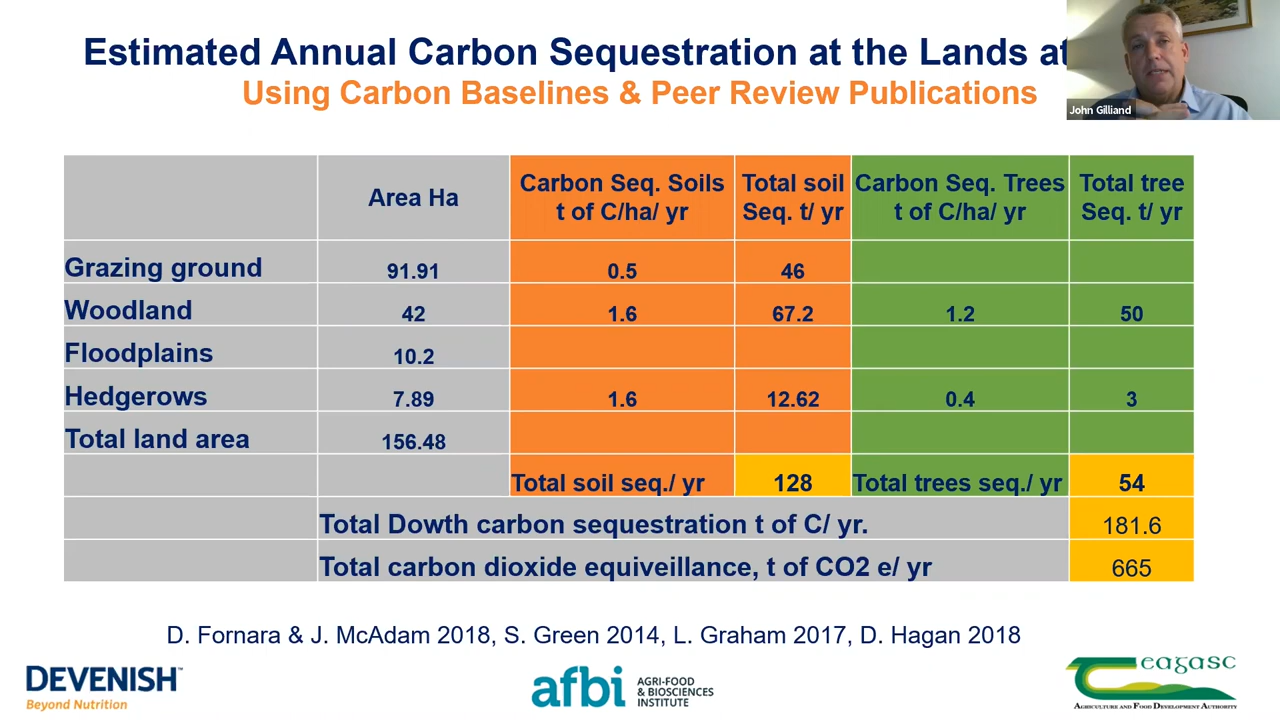 Estimated Annual Carbon Sequestration at the Lands at
Using Carbon Baselines & Peer Review Publications
John Gilliand
Area Ha
Carbon Seq. Soils
t of C/ha/ yr
Total soil
Seq. t/ yr
Carbon Seq. Trees
t of C/ha/ yr
Total tree
Seq. t/ yr
Grazing ground 91.91 0.5 46
Woodland 42 1.6 67.2 1.2 50
Floodplains 10.2
Hedgerows 7.89 1.6 12.62 0.4 3
Total land area 156.48
Total soil seq./ yr 128 Total trees seq./ yr 54
Total Dowth carbon sequestration t of C/ yr. 181.6
Total carbon dioxide equiveillance, t of CO2 e/ yr 665
D. Fornara & J. McAdam 2018, S. Green 2014, L. Graham 2017, D. Hagan 2018
DEVENISH™
Beyond Nutrition
afbi
AGRI-FOOD
& BIOSCIENCES
INSTITUTE
Teagasc
AGRICULTURE AND FOOD DEVELOPMENT AUTHORITY